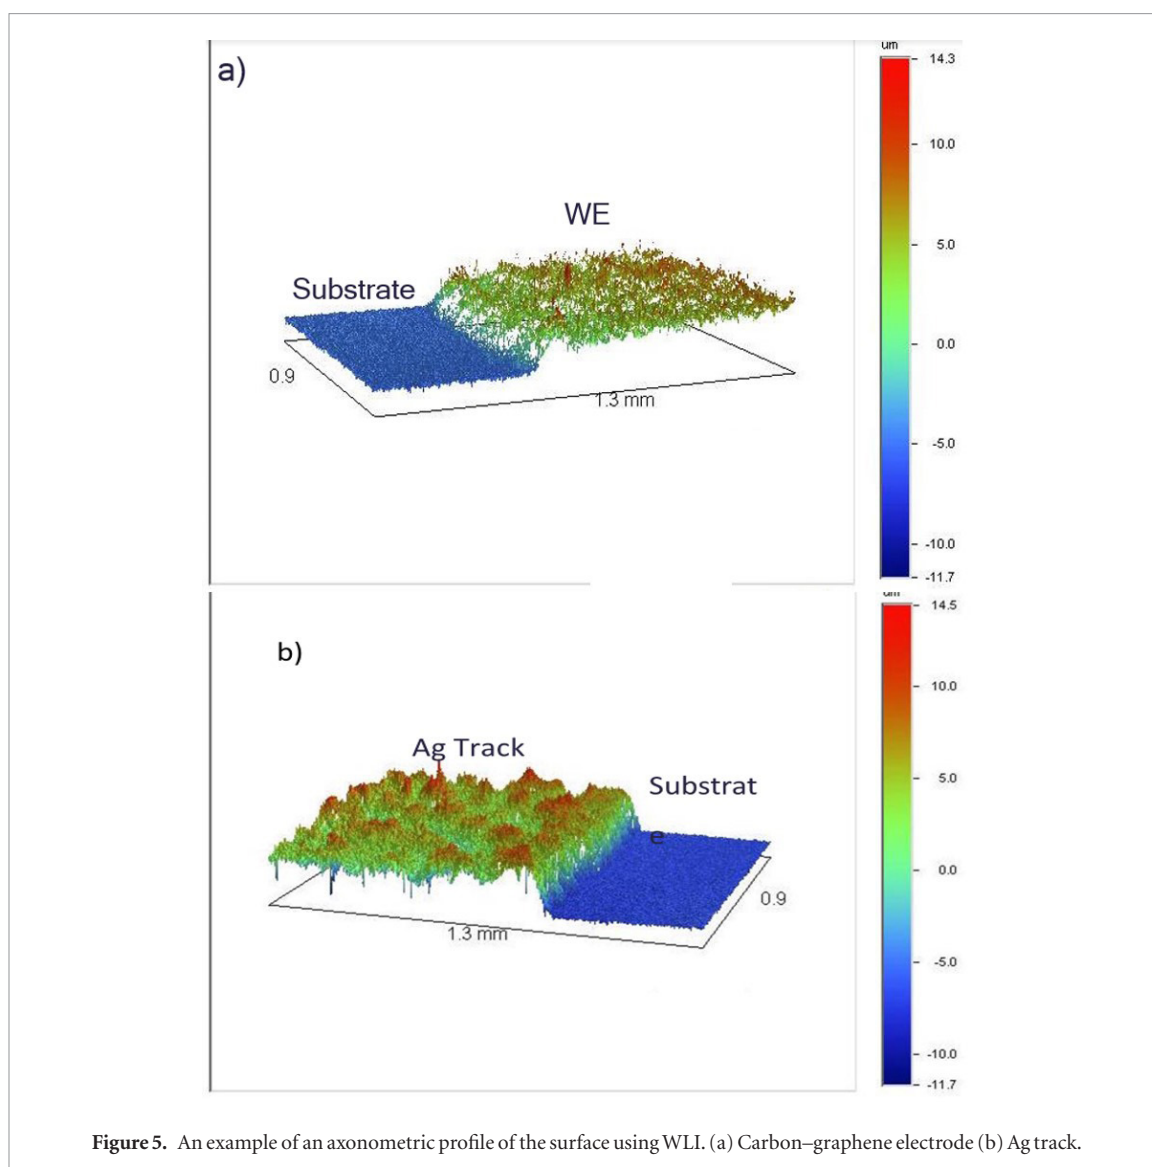 um
a)
14.3
10.0
5.0
0.0
-5.0
-10.0
-11.7
WE
Substrate
0.9
1.3 mm
um
b)
14.5
10.0
5.0
0.0
-5.0
-10.0
-11.7
Ag Track
Substrat
e
0.9
1.3 mm
Figure 5. An example of an axonometric profile of the surface using WLI. (a) Carbon–graphene electrode (b) Ag track.